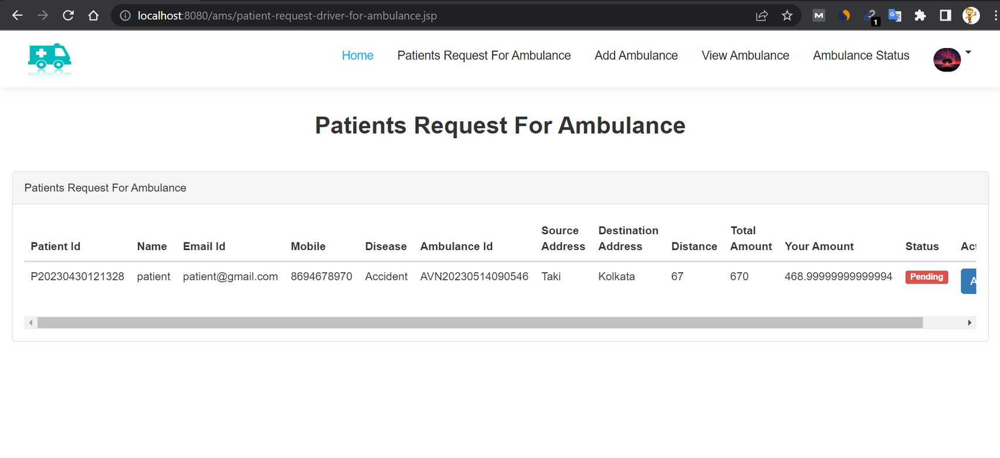 localhost:8080/ams/patient-request-driver-for-ambulance.jsp
M
1
G
Home Patients Request For Ambulance Add Ambulance View Ambulance Ambulance Status
Patients Request For Ambulance
Patients Request For Ambulance
Patient Id Name Email Id Mobile Disease Ambulance Id Source Address Destination Address Distance Total Amount Your Amount Status Act
P20230430121328 patient patient@gmail.com 8694678970 Accident AVN20230514090546 Taki Kolkata 67 670 468.99999999999994 Pending A